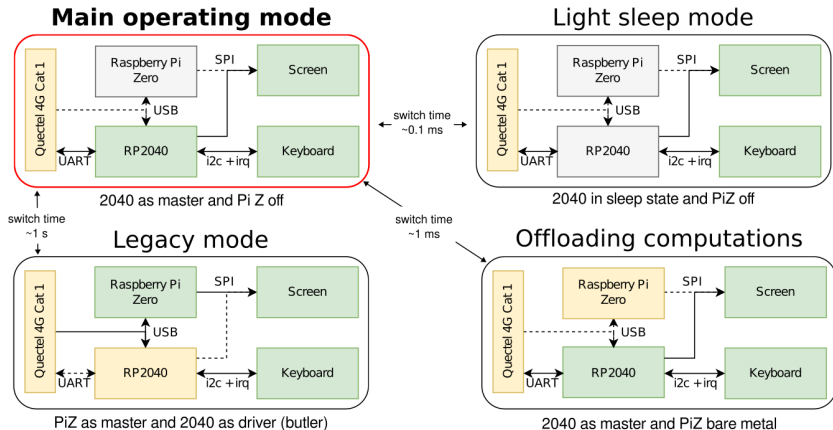 Main operating mode
Quectel 4G Cat 1
Raspberry Pi
Zero
SPI
Screen
USB
UART
RP2040
i2c +irq
Keyboard
2040 as master and Pi Z off
switch time
~0.1 ms
Light sleep mode
Quectel 4G Cat 1
Raspberry Pi
Zero
SPI
Screen
USB
UART
RP2040
i2c +irq
Keyboard
2040 in sleep state and PiZ off
switch time
~1 s
switch time
~1 ms
Legacy mode
Quectel 4G Cat 1
Raspberry Pi
Zero
SPI
Screen
USB
UART
RP2040
i2c +irq
Keyboard
PiZ as master and 2040 as driver (butler)
Offloading computations
Quectel 4G Cat 1
Raspberry Pi
Zero
SPI
Screen
USB
UART
RP2040
i2c +irq
Keyboard
2040 as master and PiZ bare metal